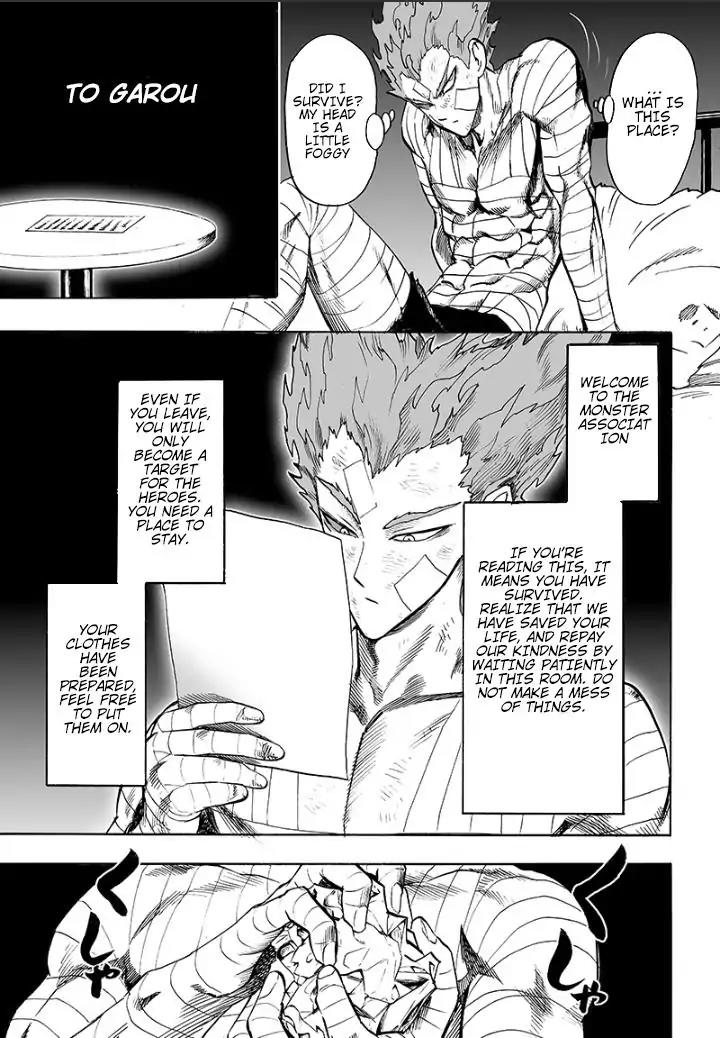 ...
WHAT IS
THIS
PLACE?
DID I
SURVIVE?
MY HEAD
IS A
LITTLE
FOGGY
TO GAROU
WELCOME
TO THE
MONSTER
ASSOCIAT
ION
IF YOU'RE
READING THIS, IT
MEANS YOU HAVE
SURVIVED.
REALIZE THAT WE
HAVE SAVED YOUR
LIFE, AND REPAY
OUR KINDNESS BY
WAITING PATIENTLY
IN THIS ROOM. DO
NOT MAKE A MESS
OF THINGS.
EVEN IF
YOU LEAVE,
YOU WILL
ONLY
BECOME A
TARGET
FOR THE
HEROES.
YOU NEED
A PLACE TO
STAY.
YOUR
CLOTHES
HAVE
BEEN
PREPARED,
FEEL FREE
TO PUT
THEM ON.
くしゃ
くしゃ